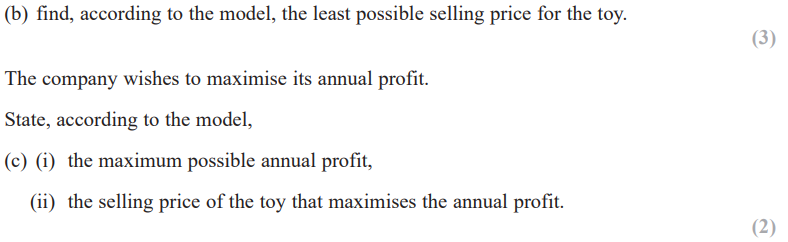 (b) find, according to the model, the least possible selling price for the toy.
(3)
The company wishes to maximise its annual profit.
State, according to the model,
(c) (i) the maximum possible annual profit,
(ii) the selling price of the toy that maximises the annual profit.
(2)